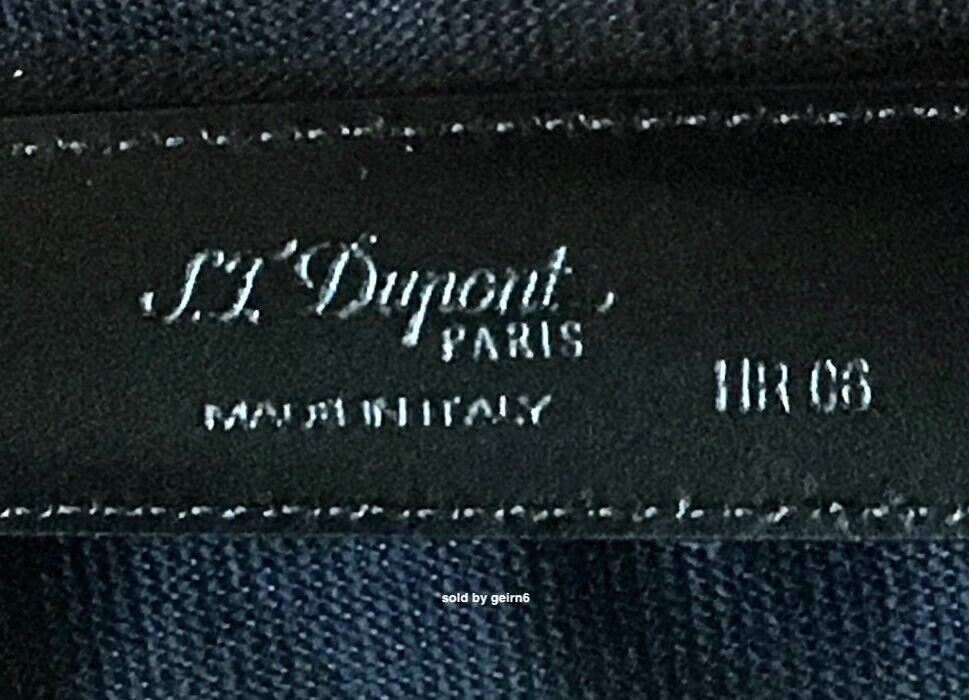 S.T. Dupont
PARIS
MADE IN ITALY
HR 06
sold by geirn6